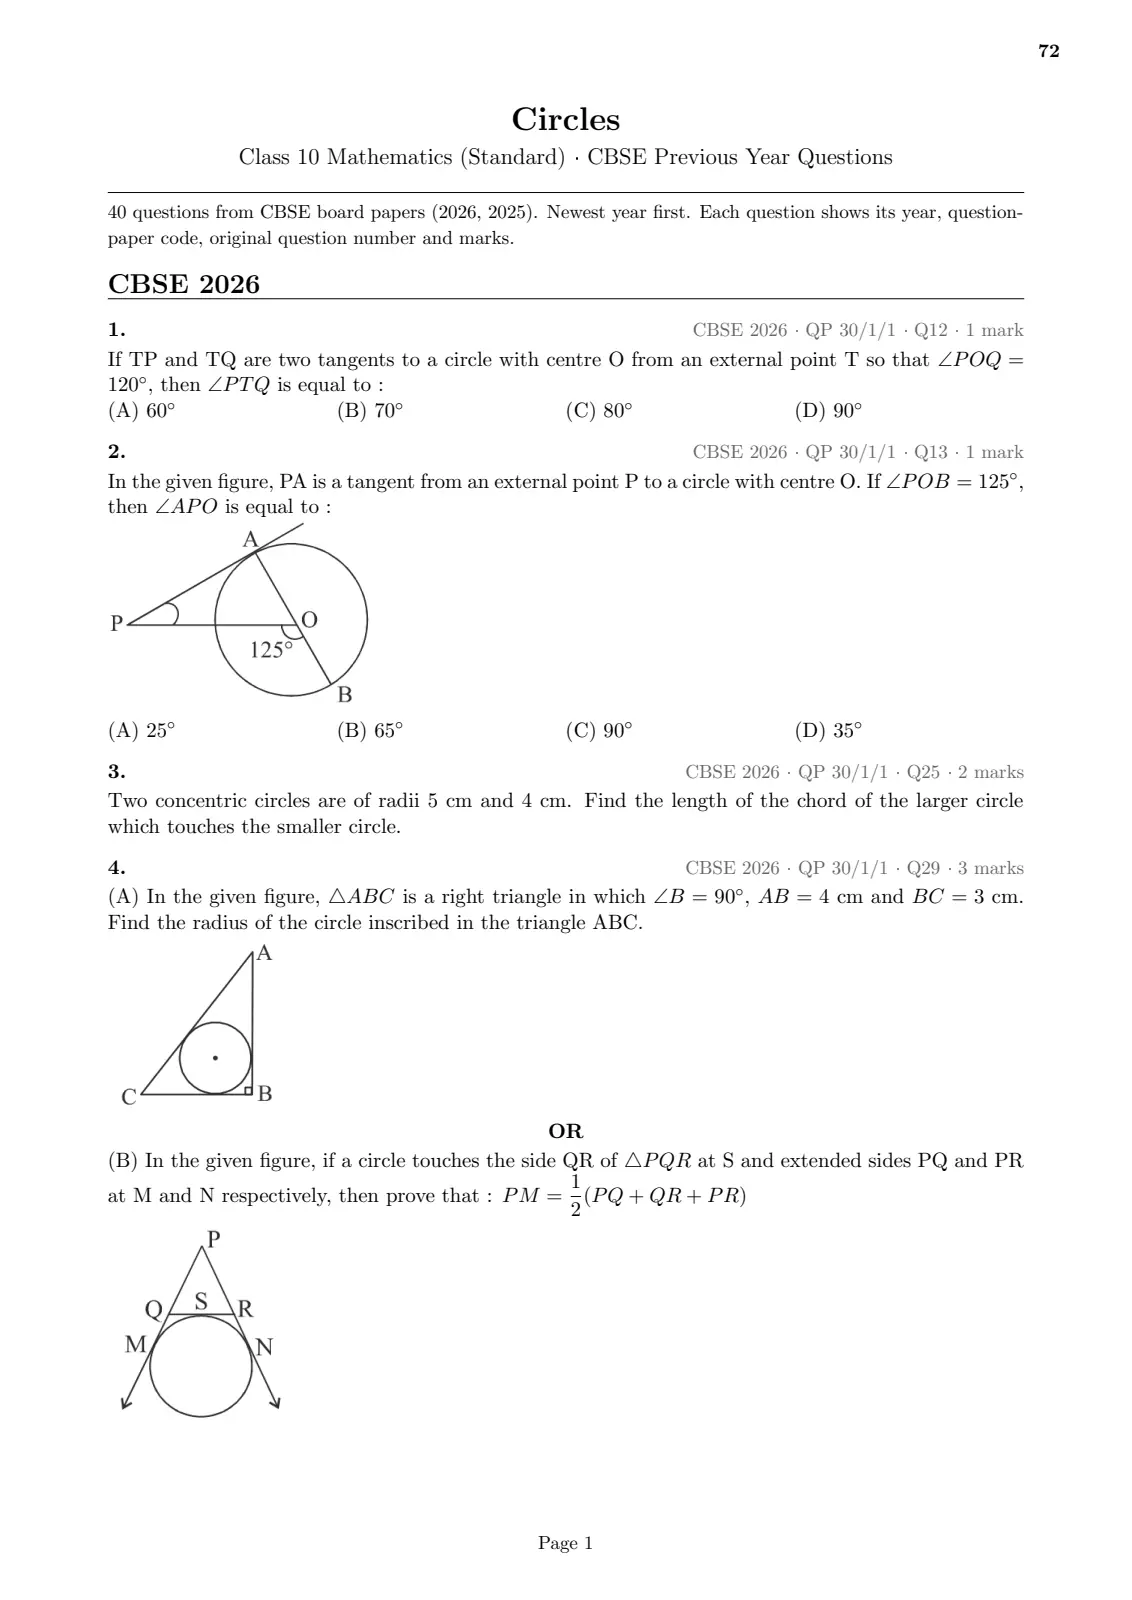 72
Circles
Class 10 Mathematics (Standard) · CBSE Previous Year Questions
40 questions from CBSE board papers (2026, 2025). Newest year first. Each question shows its year, question-
paper code, original question number and marks.
CBSE 2026
1. CBSE 2026 · QP 30/1/1 · Q12 · 1 mark
If TP and TQ are two tangents to a circle with centre O from an external point T so that ∠POQ =
120°, then ∠PTQ is equal to :
(A) 60° (B) 70° (C) 80° (D) 90°
2. CBSE 2026 · QP 30/1/1 · Q13 · 1 mark
In the given figure, PA is a tangent from an external point P to a circle with centre O. If ∠POB = 125°,
then ∠APO is equal to :
A
P
O
125°
B
(A) 25° (B) 65° (C) 90° (D) 35°
3. CBSE 2026 · QP 30/1/1 · Q25 · 2 marks
Two concentric circles are of radii 5 cm and 4 cm. Find the length of the chord of the larger circle
which touches the smaller circle.
4. CBSE 2026 · QP 30/1/1 · Q29 · 3 marks
(A) In the given figure, △ABC is a right triangle in which ∠B = 90°, AB = 4 cm and BC = 3 cm.
Find the radius of the circle inscribed in the triangle ABC.
A
C B
OR
(B) In the given figure, if a circle touches the side QR of △PQR at S and extended sides PQ and PR
at M and N respectively, then prove that : PM = 1/2(PQ + QR + PR)
P
Q S R
M N
Page 1